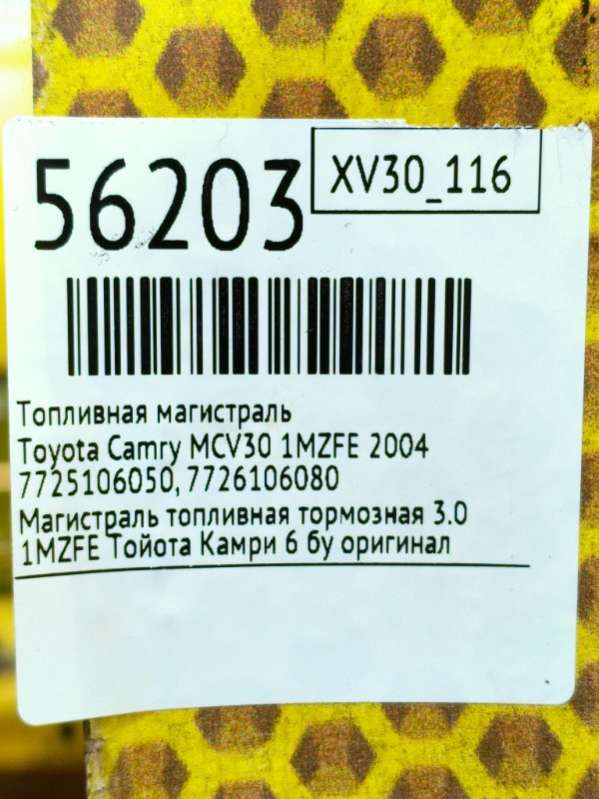 56203
XV30_116
Топливная магистраль
Toyota Camry MCV30 1MZFE 2004
7725106050, 7726106080
Магистраль топливная тормозная 3.0
1MZFE Тойота Камри 6 бу оригинал